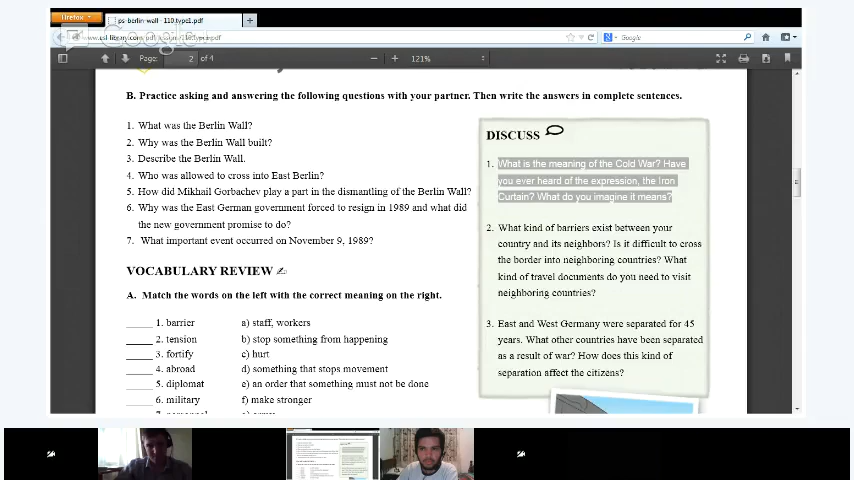 Firefox
ps-berlin-wall_110.type1.pdf
Google
Google
Page: 2 of 4
121%
B. Practice asking and answering the following questions with your partner. Then write the answers in complete sentences.
1. What was the Berlin Wall?
2. Why was the Berlin Wall built?
3. Describe the Berlin Wall.
4. Who was allowed to cross into East Berlin?
5. How did Mikhail Gorbachev play a part in the dismantling of the Berlin Wall?
6. Why was the East German government forced to resign in 1989 and what did
the new government promise to do?
7. What important event occurred on November 9, 1989?
DISCUSS
1. What is the meaning of the Cold War? Have
you ever heard of the expression, the Iron
Curtain? What do you imagine it means?
2. What kind of barriers exist between your
country and its neighbors? Is it difficult to cross
the border into neighboring countries? What
kind of travel documents do you need to visit
neighboring countries?
3. East and West Germany were separated for 45
years. What other countries have been separated
as a result of war? How does this kind of
separation affect the citizens?
VOCABULARY REVIEW
A. Match the words on the left with the correct meaning on the right.
_____ 1. barrier a) staff, workers
_____ 2. tension b) stop something from happening
_____ 3. fortify c) hurt
_____ 4. abroad d) something that stops movement
_____ 5. diplomat e) an order that something must not be done
_____ 6. military f) make stronger